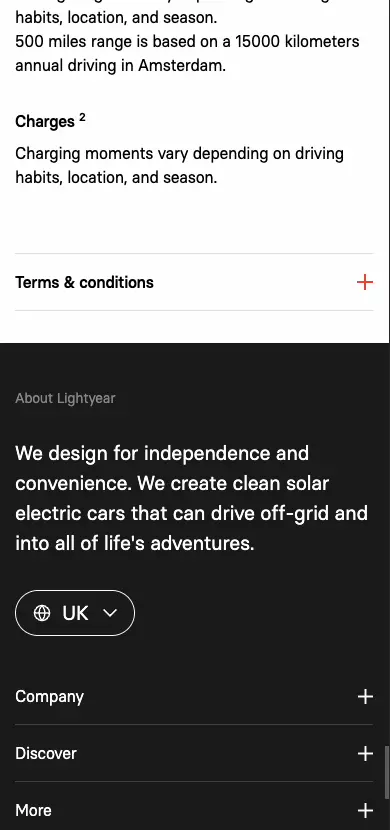 habits, location, and season.
500 miles range is based on a 15000 kilometers
annual driving in Amsterdam.
Charges 2
Charging moments vary depending on driving
habits, location, and season.
Terms & conditions
About Lightyear
We design for independence and
convenience. We create clean solar
electric cars that can drive off-grid and
into all of life's adventures.
UK
Company
Discover
More